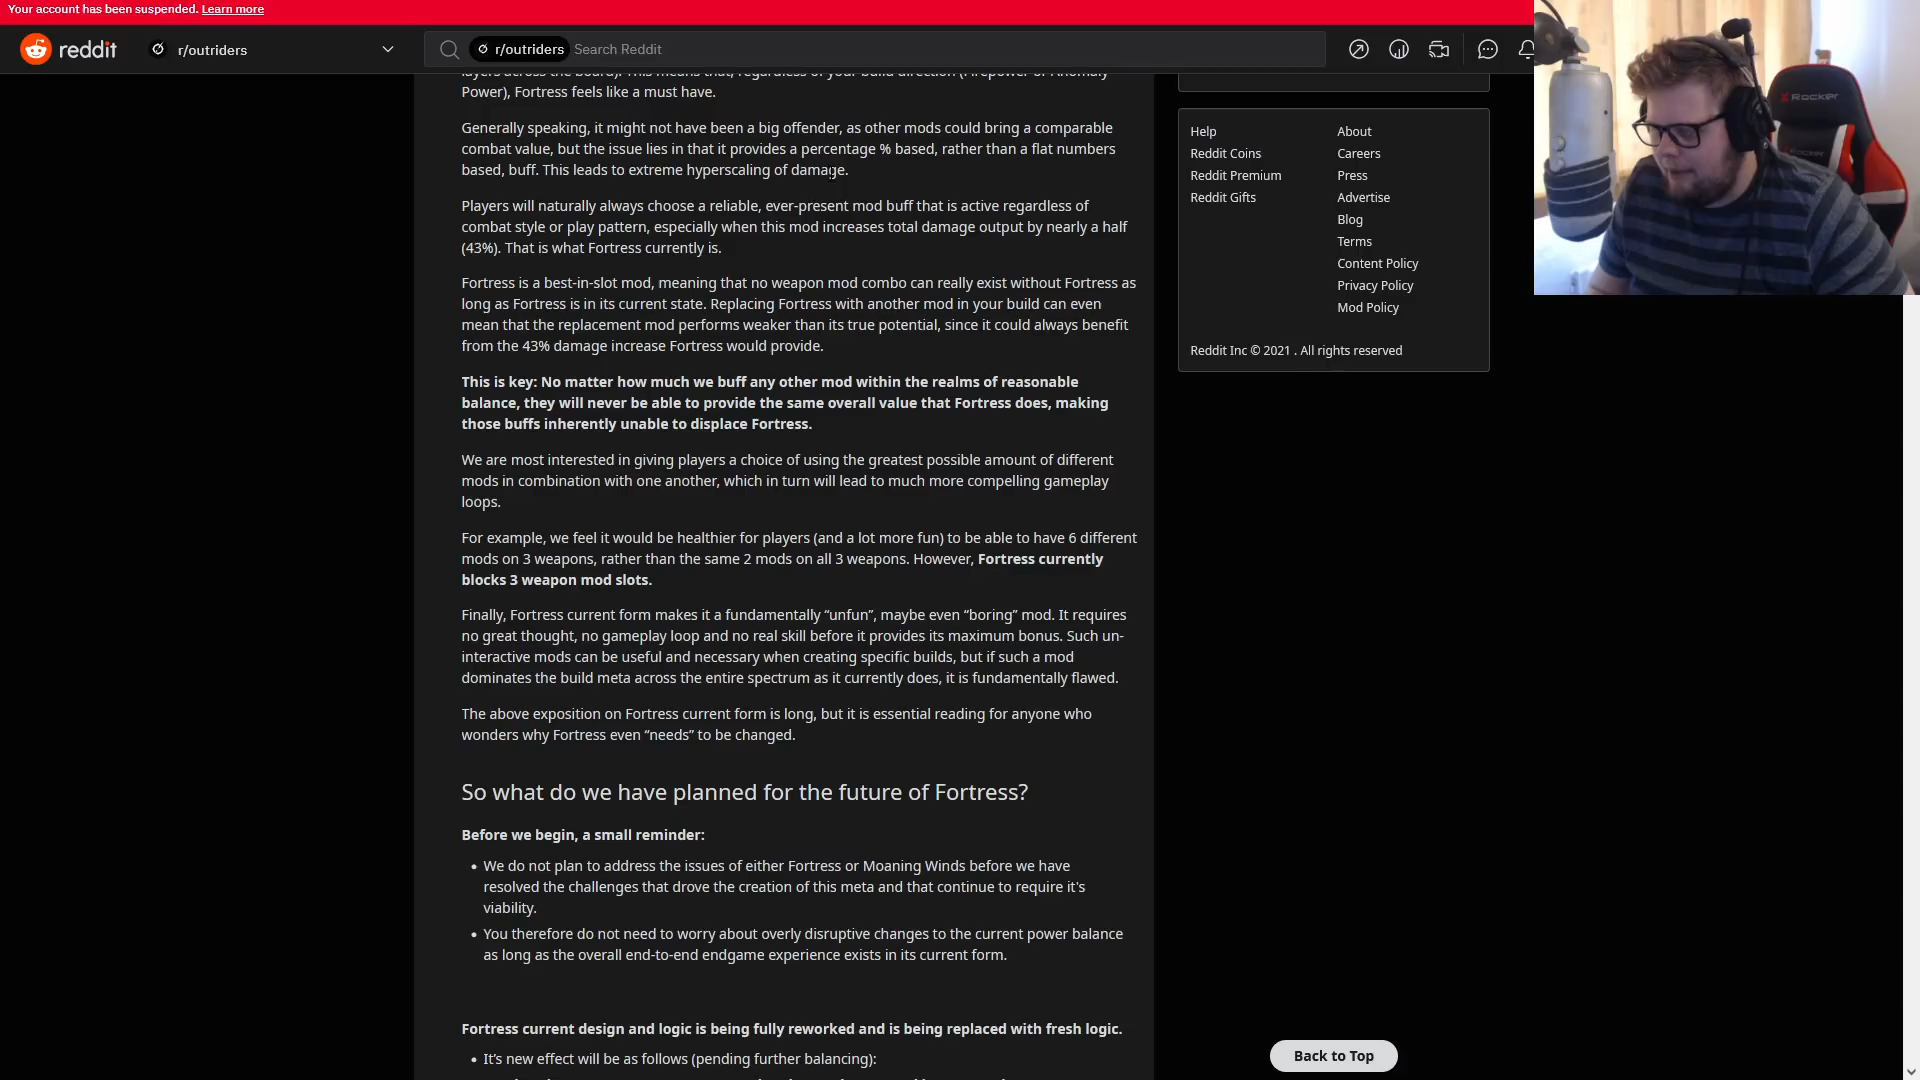 Your account has been suspended. Learn more
reddit
r/outriders
r/outriders Search Reddit
layers across the board). This means that, regardless of your build direction (Firepower or Anomaly
Power), Fortress feels like a must have.
Generally speaking, it might not have been a big offender, as other mods could bring a comparable
combat value, but the issue lies in that it provides a percentage % based, rather than a flat numbers
based, buff. This leads to extreme hyperscaling of damage.
Players will naturally always choose a reliable, ever-present mod buff that is active regardless of
combat style or play pattern, especially when this mod increases total damage output by nearly a half
(43%). That is what Fortress currently is.
Fortress is a best-in-slot mod, meaning that no weapon mod combo can really exist without Fortress as
long as Fortress is in its current state. Replacing Fortress with another mod in your build can even
mean that the replacement mod performs weaker than its true potential, since it could always benefit
from the 43% damage increase Fortress would provide.
This is key: No matter how much we buff any other mod within the realms of reasonable
balance, they will never be able to provide the same overall value that Fortress does, making
those buffs inherently unable to displace Fortress.
We are most interested in giving players a choice of using the greatest possible amount of different
mods in combination with one another, which in turn will lead to much more compelling gameplay
loops.
For example, we feel it would be healthier for players (and a lot more fun) to be able to have 6 different
mods on 3 weapons, rather than the same 2 mods on all 3 weapons. However, Fortress currently
blocks 3 weapon mod slots.
Finally, Fortress current form makes it a fundamentally “unfun”, maybe even “boring” mod. It requires
no great thought, no gameplay loop and no real skill before it provides its maximum bonus. Such un-
interactive mods can be useful and necessary when creating specific builds, but if such a mod
dominates the build meta across the entire spectrum as it currently does, it is fundamentally flawed.
The above exposition on Fortress current form is long, but it is essential reading for anyone who
wonders why Fortress even “needs” to be changed.
So what do we have planned for the future of Fortress?
Before we begin, a small reminder:
• We do not plan to address the issues of either Fortress or Moaning Winds before we have
resolved the challenges that drove the creation of this meta and that continue to require it's
viability.
• You therefore do not need to worry about overly disruptive changes to the current power balance
as long as the overall end-to-end endgame experience exists in its current form.
Fortress current design and logic is being fully reworked and is being replaced with fresh logic.
• It’s new effect will be as follows (pending further balancing):
Help
Reddit Coins
Reddit Premium
Reddit Gifts
About
Careers
Press
Advertise
Blog
Terms
Content Policy
Privacy Policy
Mod Policy
Reddit Inc © 2021 . All rights reserved
Back to Top
X Rocker